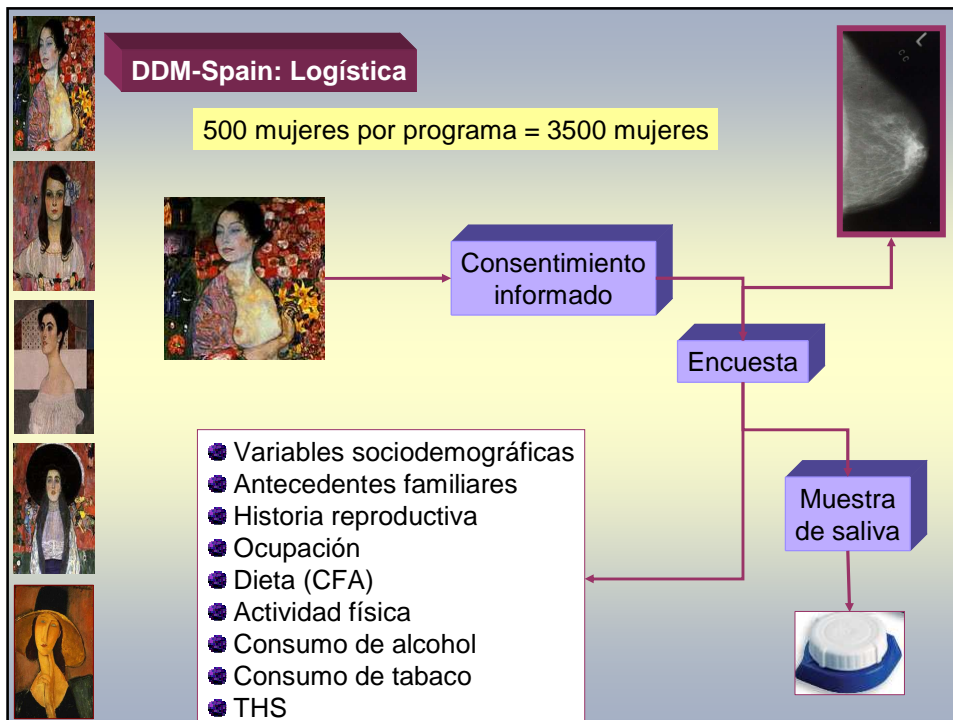 DDM-Spain: Logística
500 mujeres por programa = 3500 mujeres
L
CC
Consentimiento
informado
Encuesta
Variables sociodemográficas
Antecedentes familiares
Historia reproductiva
Ocupación
Dieta (CFA)
Actividad física
Consumo de alcohol
Consumo de tabaco
THS
Muestra
de saliva